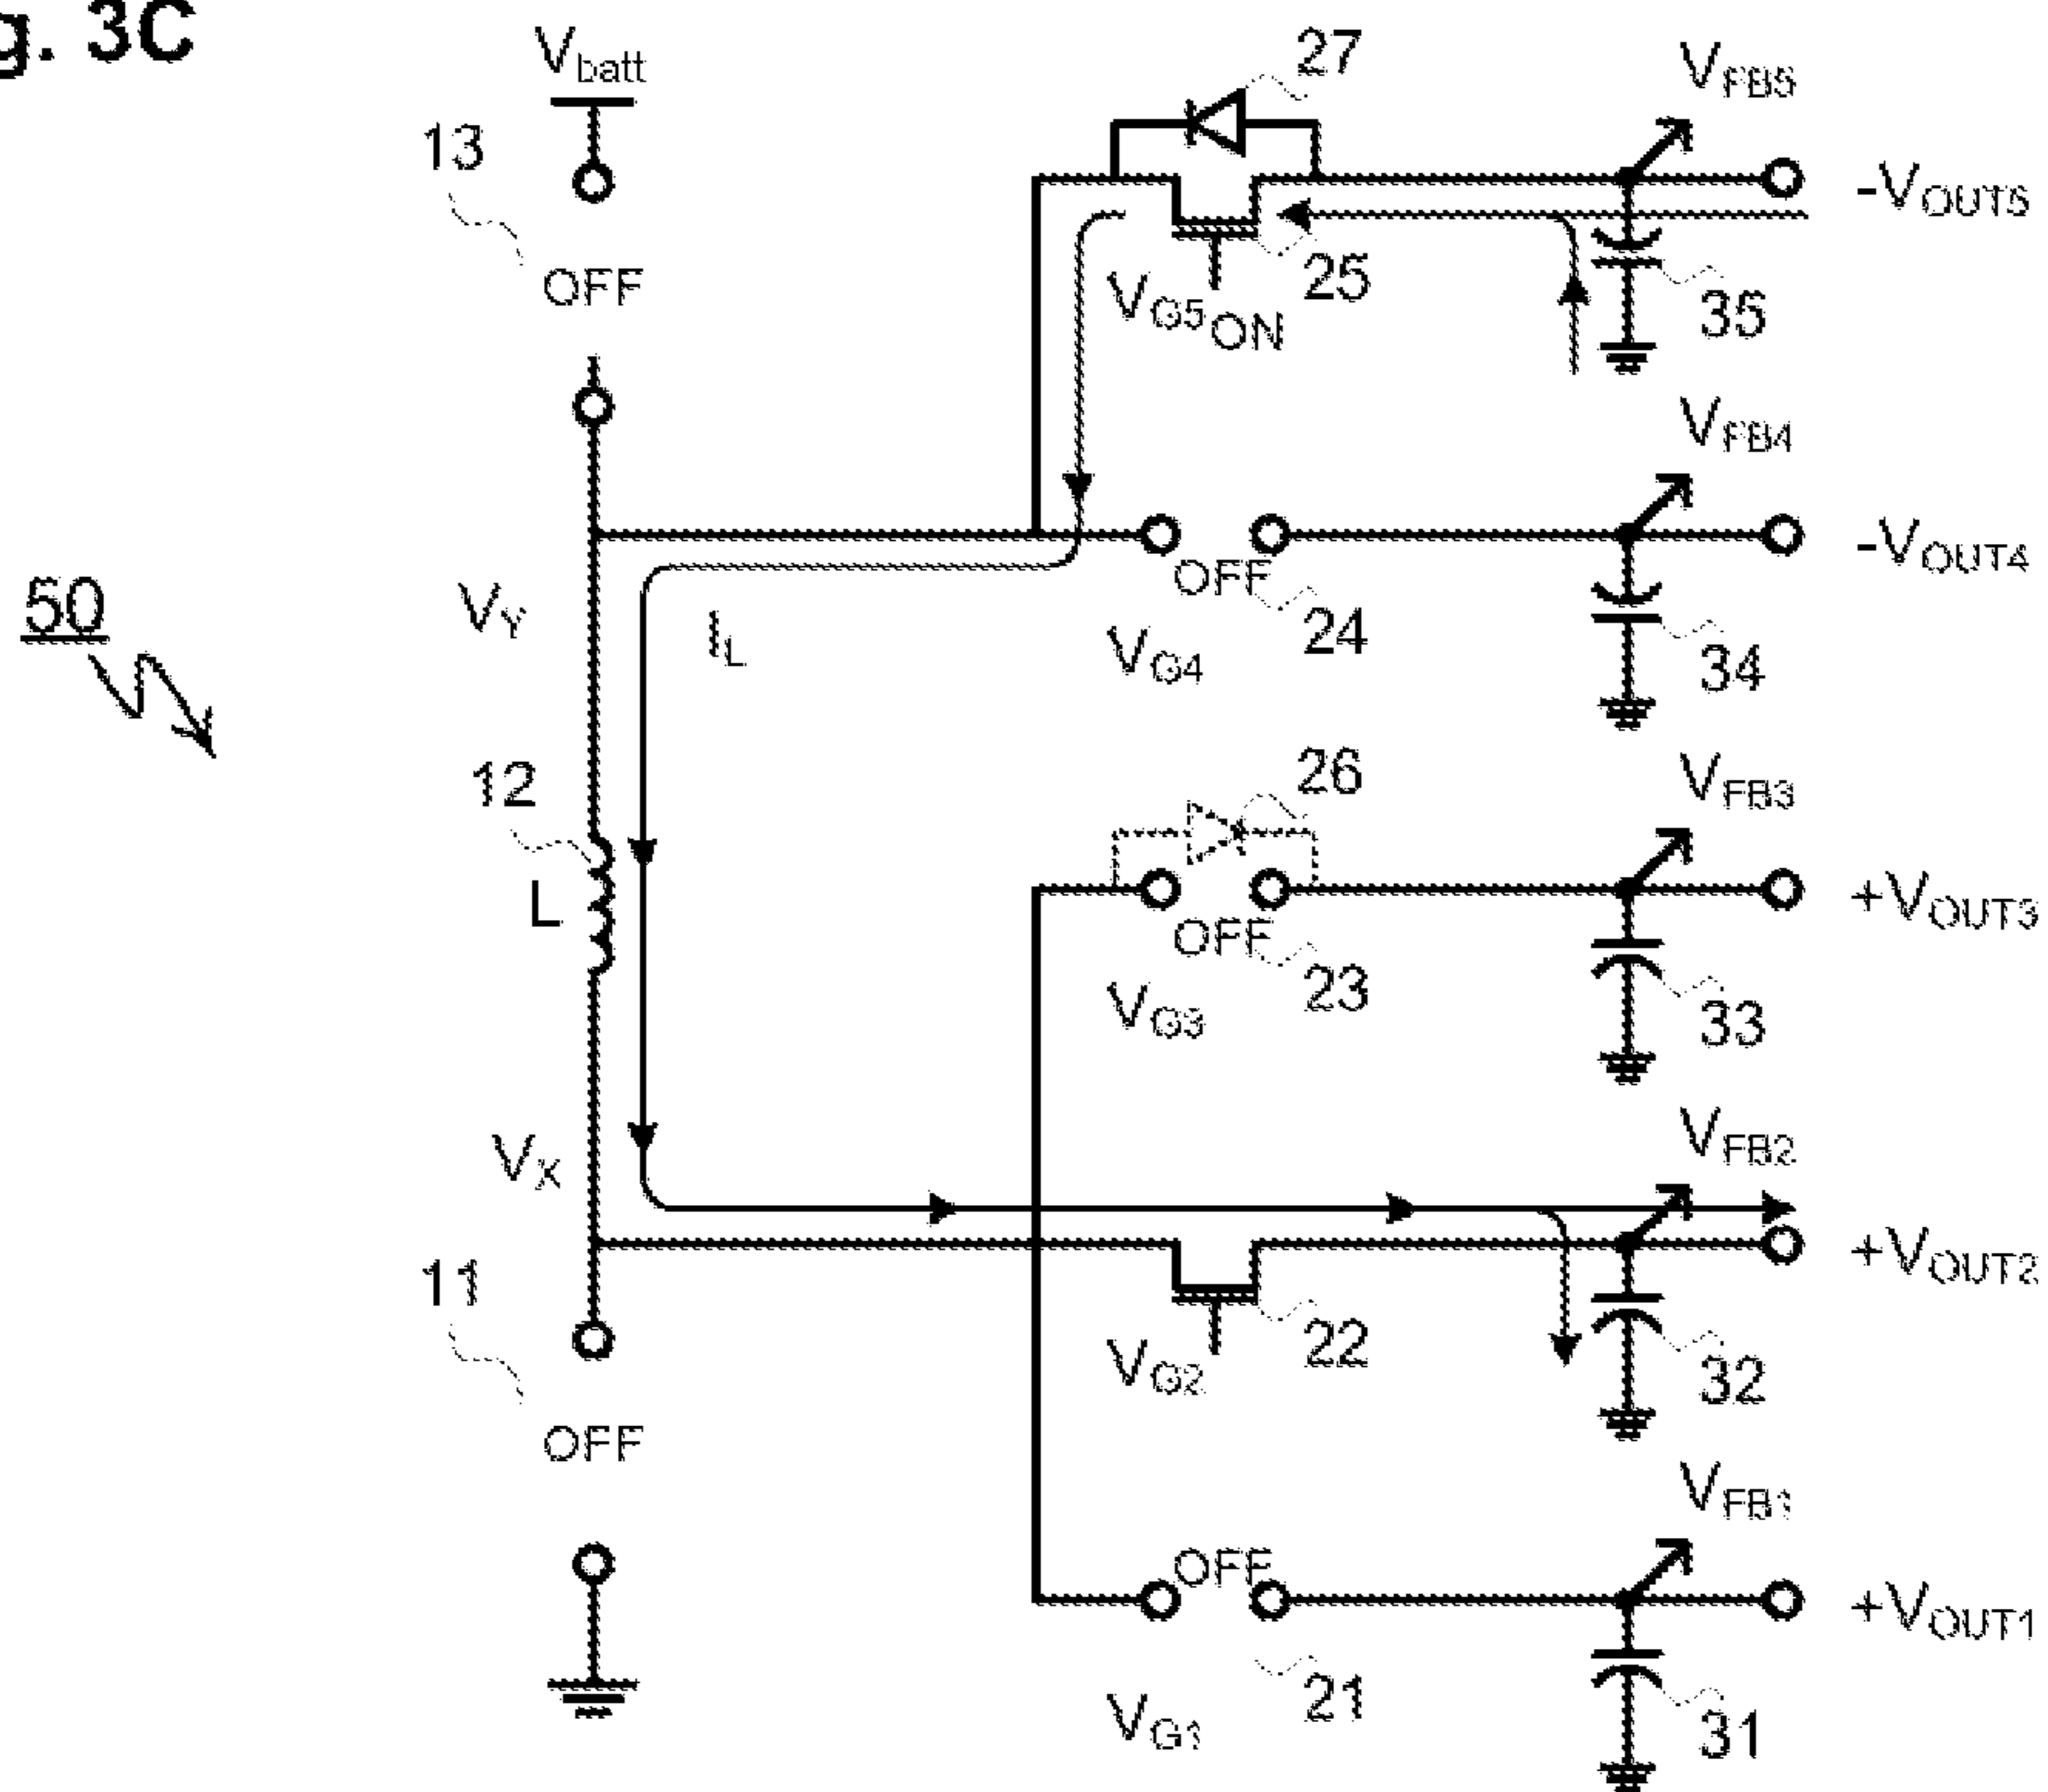 g. 3C
Vbatt
27
VFB5
13
-VOUT5
OFF
25
VG5 ON
35
VFB4
-VOUT4
OFF
50
VY
IL
24
VG4
34
12
26
VFB3
L
+VOUT3
OFF
23
VG3
33
VX
VFB2
11
+VOUT2
22
VG2
32
OFF
VFB1
OFF
+VOUT1
21
VG1
31